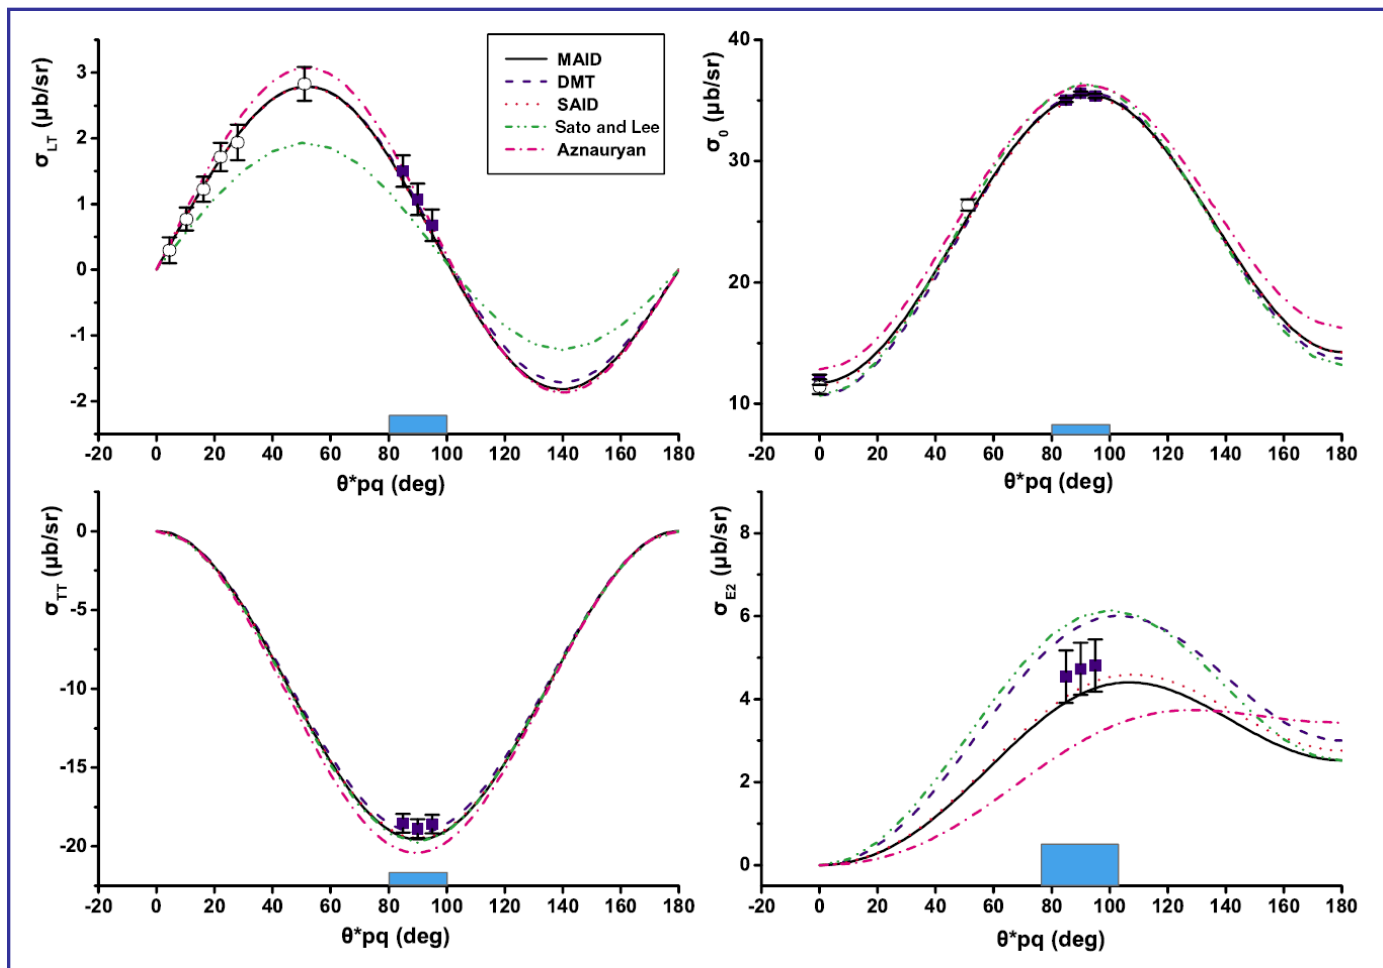 σLT (μb/sr)
3
2
1
0
-1
-2
-20 0 20 40 60 80 100 120 140 160 180
θ*pq (deg)
MAID
DMT
SAID
Sato and Lee
Aznauryan
σ0 (μb/sr)
40
30
20
10
-20 0 20 40 60 80 100 120 140 160 180
θ*pq (deg)
σTT (μb/sr)
0
-5
-10
-15
-20
-20 0 20 40 60 80 100 120 140 160 180
θ*pq (deg)
σE2 (μb/sr)
8
6
4
2
0
-20 0 20 40 60 80 100 120 140 160 180
θ*pq (deg)